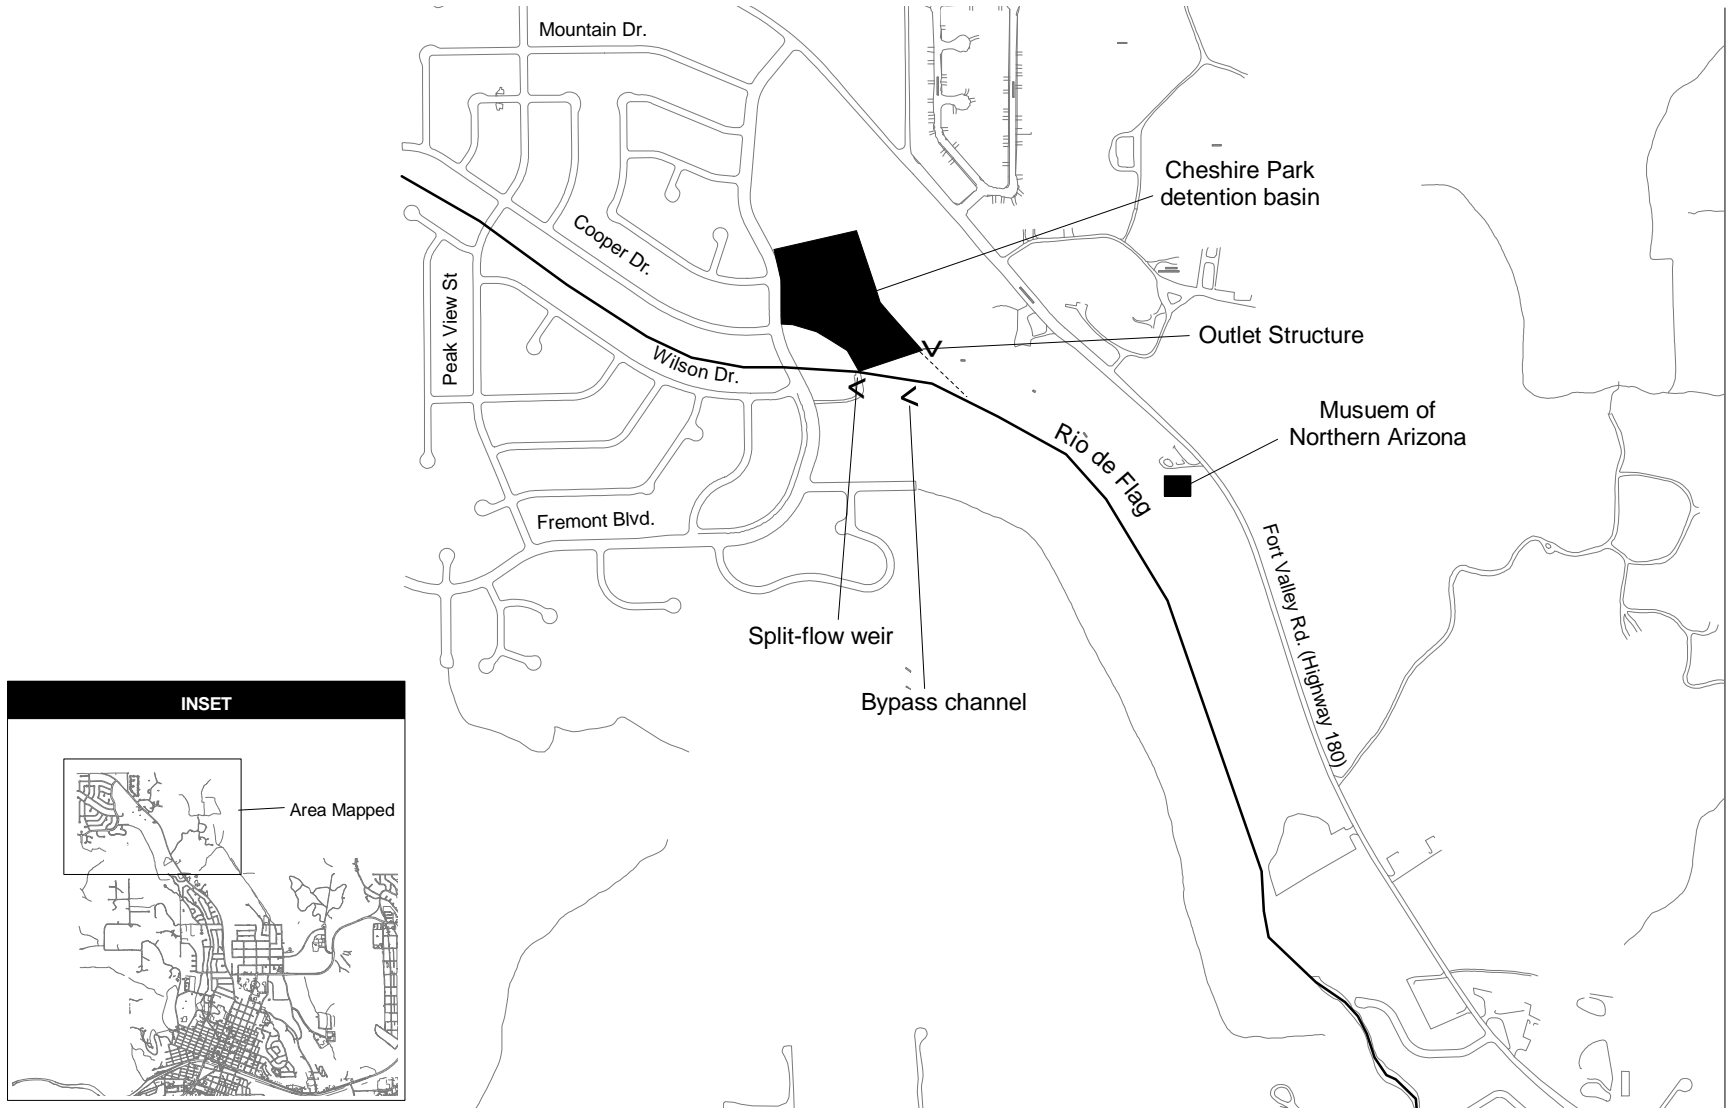 Mountain Dr.
Cheshire Park
detention basin
Cooper Dr.
Peak View St
Outlet Structure
Wilson Dr.
Musuem of
Northern Arizona
Rio de Flag
Fremont Blvd.
Fort Valley Rd. (Highway 180)
Split-flow weir
Bypass channel
INSET
Area Mapped